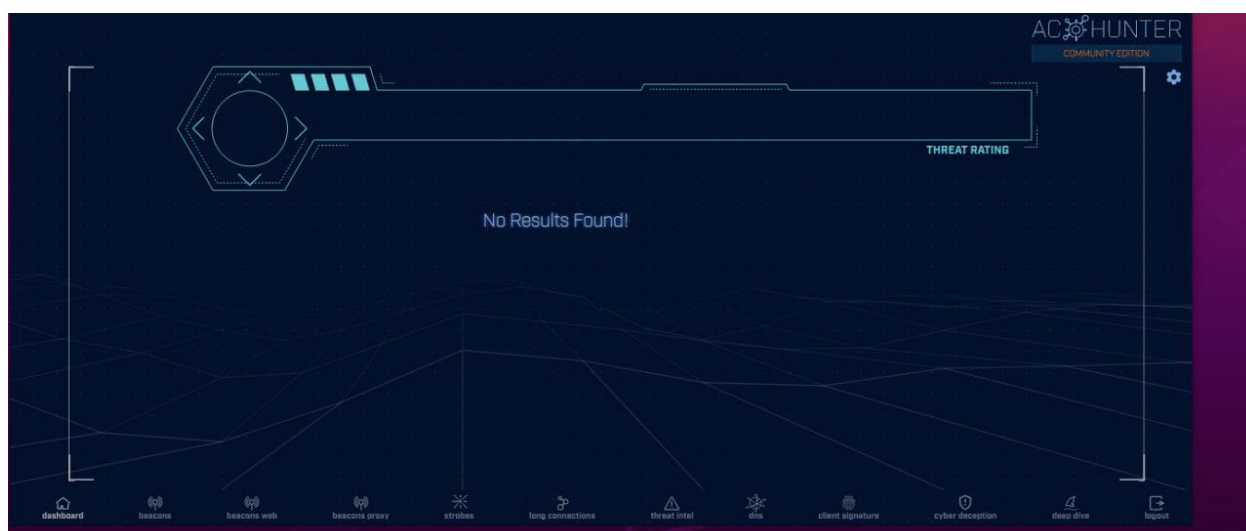 AC HUNTER
COMMUNITY EDITION
THREAT RATING
No Results Found!
dashboard
beacons
beacons web
beacons proxy
strobes
long connections
threat intel
dns
client signature
cyber deception
deep dive
logout